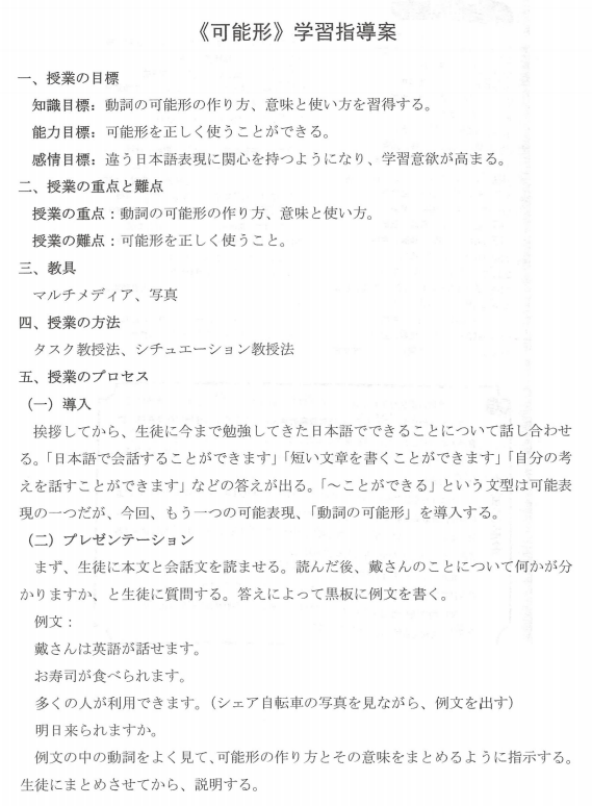 《可能形》学習指導案
一、授業の目標
知識目標：動詞の可能形の作り方、意味と使い方を習得する。
能力目標：可能形を正しく使うことができる。
感情目標：違う日本語表現に関心を持つようになり、学習意欲が高まる。
二、授業の重点と難点
授業の重点：動詞の可能形の作り方、意味と使い方。
授業の難点：可能形を正しく使うこと。
三、教具
マルチメディア、写真
四、授業の方法
タスク教授法、シチュエーション教授法
五、授業のプロセス
（一）導入
挨拶してから、生徒に今まで勉強してきた日本語でできることについて話し合わせ
る。「日本語で会話することができます」「短い文章を書くことができます」「自分の考
えを話すことができます」などの答えが出る。「～ことができる」という文型は可能表
現の一つだが、今回、もう一つの可能表現、「動詞の可能形」を導入する。
（二）プレゼンテーション
まず、生徒に本文と会話文を読ませる。読んだ後、戴さんのことについて何かが分
かりますか、と生徒に質問する。答えによって黒板に例文を書く。
例文：
戴さんは英語が話せます。
お寿司が食べられます。
多くの人が利用できます。（シェア自転車の写真を見ながら、例文を出す）
明日来られますか。
例文の中の動詞をよく見て、可能形の作り方とその意味をまとめるように指示する。
生徒にまとめさせてから、説明する。